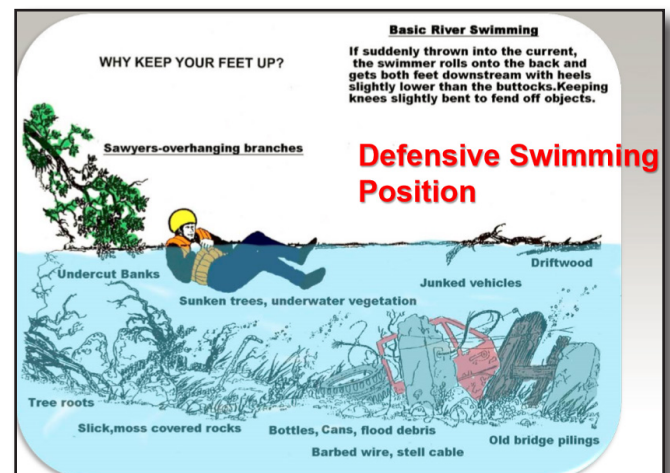 Basic River Swimming
If suddenly thrown into the current,
the swimmer rolls onto the back and
gets both feet downstream with heels
slightly lower than the buttocks.Keeping
knees slightly bent to fend off objects.
WHY KEEP YOUR FEET UP?
Sawyers-overhanging branches
Defensive Swimming
Position
Undercut Banks
Driftwood
Junked vehicles
Sunken trees, underwater vegetation
Tree roots
Slick,moss covered rocks
Bottles, Cans, flood debris
Old bridge pilings
Barbed wire, stell cable